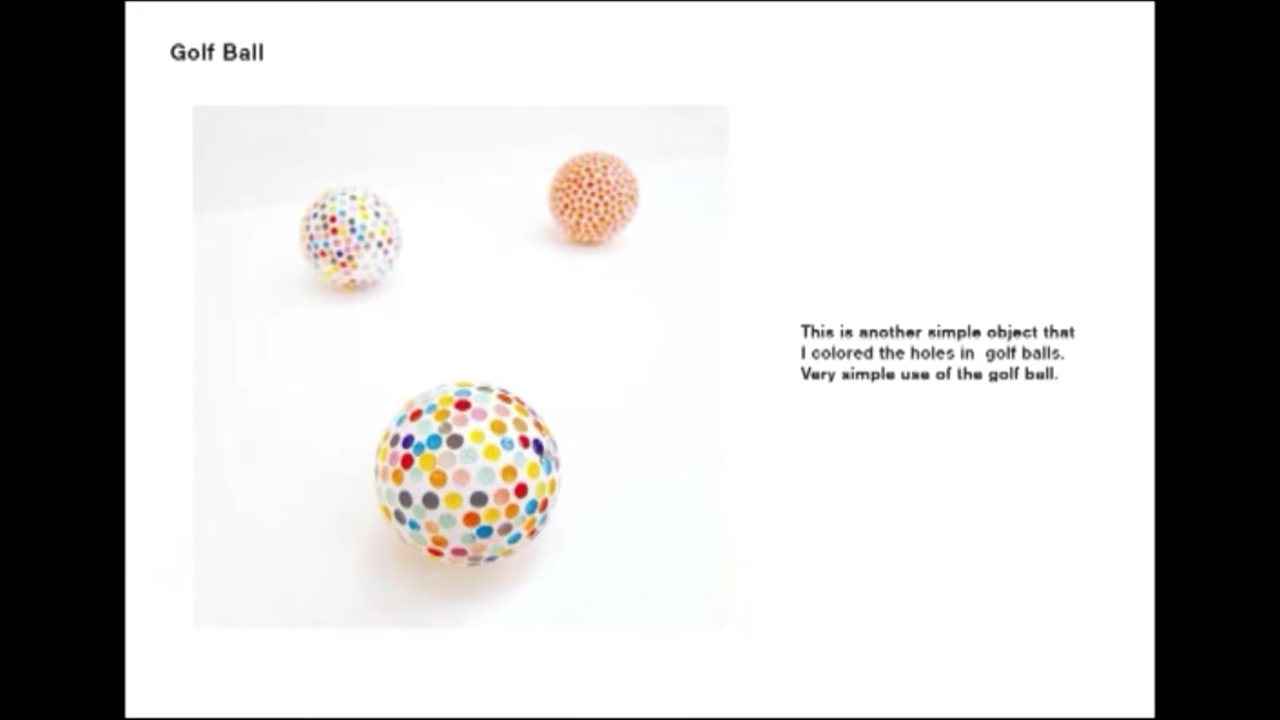 Golf Ball
This is another simple object that
I colored the holes in  golf balls.
Very simple use of the golf ball.